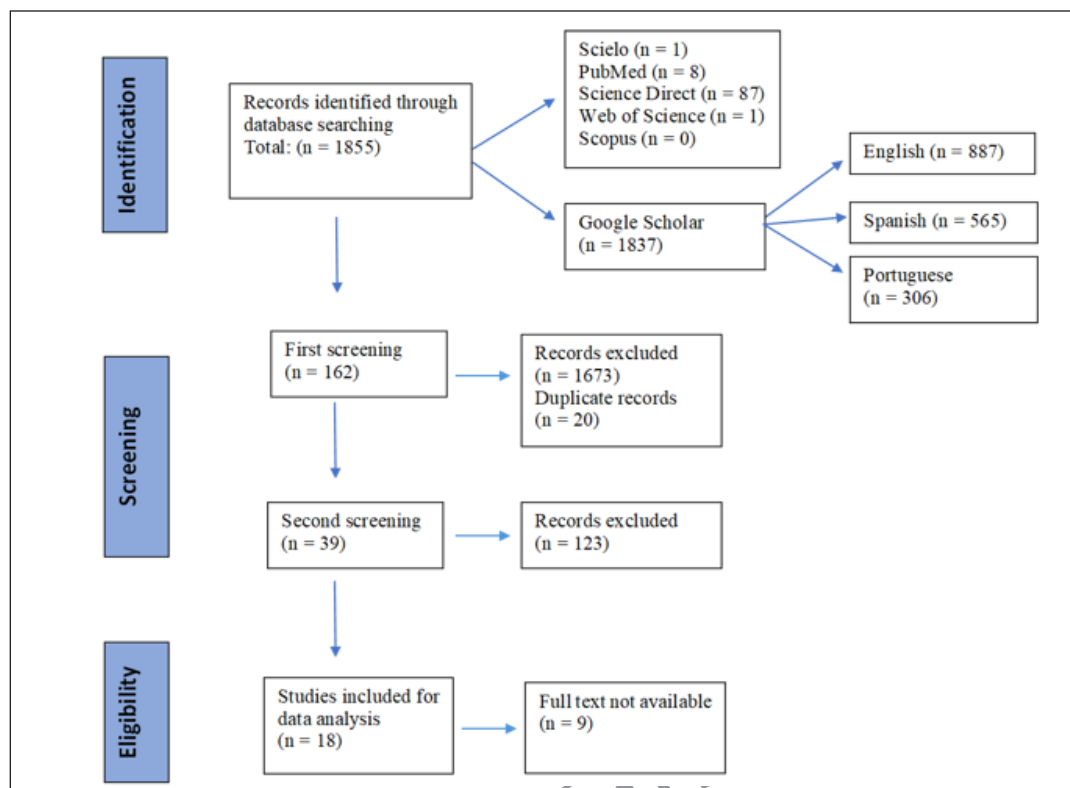 Identification
Records identified through
database searching
Total: (n = 1855)
Scielo (n = 1)
PubMed (n = 8)
Science Direct (n = 87)
Web of Science (n = 1)
Scopus (n = 0)
Google Scholar
(n = 1837)
English (n = 887)
Spanish (n = 565)
Portuguese
(n = 306)
Screening
First screening
(n = 162)
Records excluded
(n = 1673)
Duplicate records
(n = 20)
Second screening
(n = 39)
Records excluded
(n = 123)
Eligibility
Studies included for
data analysis
(n = 18)
Full text not available
(n = 9)